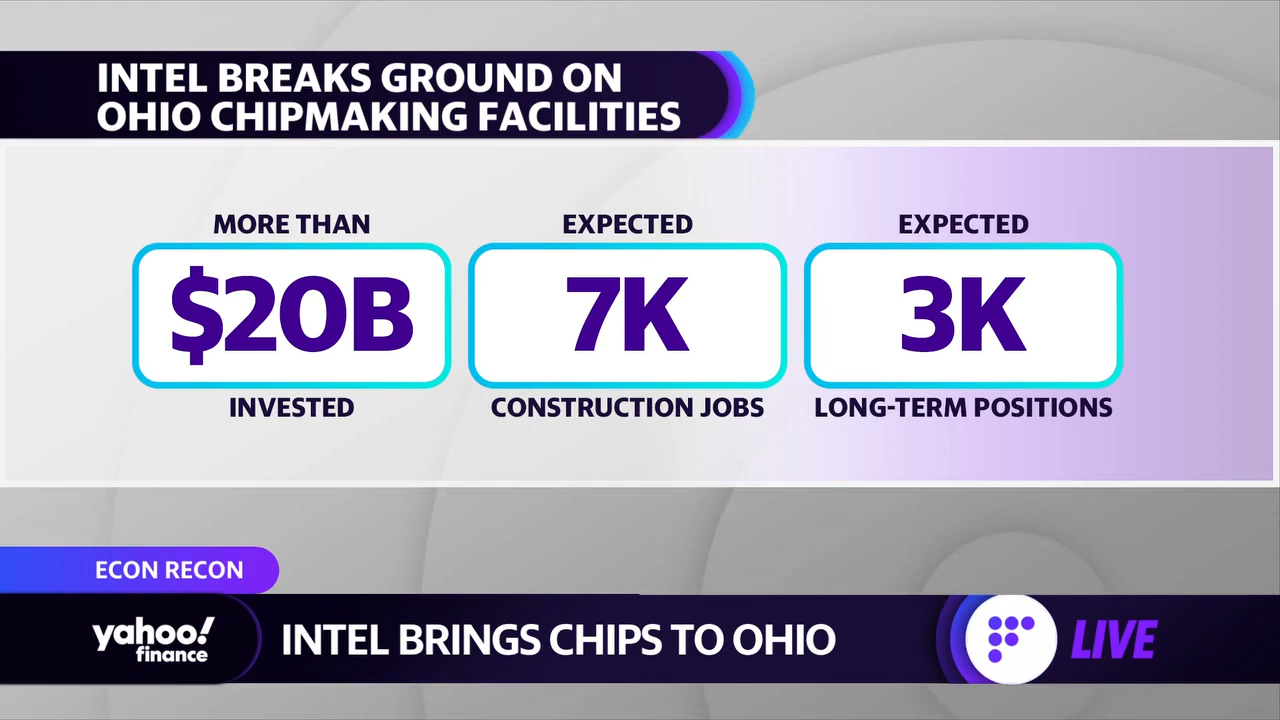 INTEL BREAKS GROUND ON
OHIO CHIPMAKING FACILITIES
MORE THAN
$20B
INVESTED
EXPECTED
7K
CONSTRUCTION JOBS
EXPECTED
3K
LONG-TERM POSITIONS
ECON RECON
yahoo!
finance
INTEL BRINGS CHIPS TO OHIO
LIVE